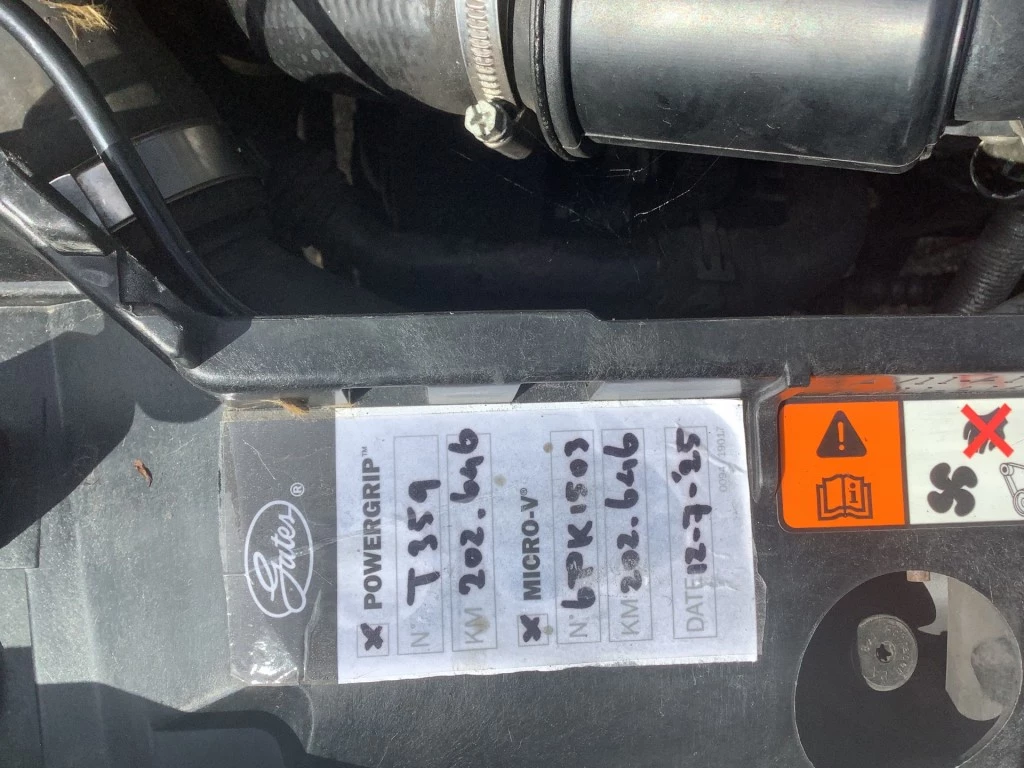 Gates®
x POWERGRIP™
N° T359
KM 202.646
x MICRO-V®
N° 6PK1503
KM 202.646
DATE 12-7-'25